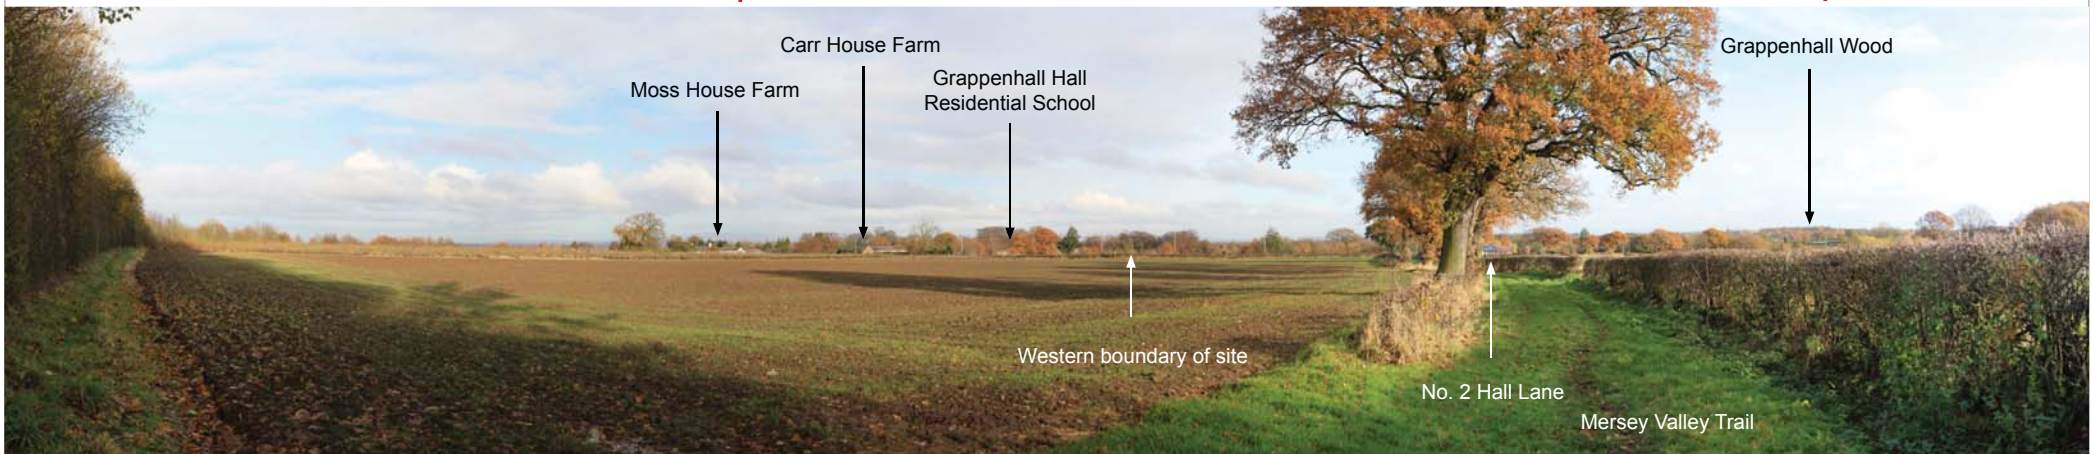 Carr House Farm
Grappenhall Wood
Moss House Farm
Grappenhall Hall
Residential School
Western boundary of site
No. 2 Hall Lane
Mersey Valley Trail